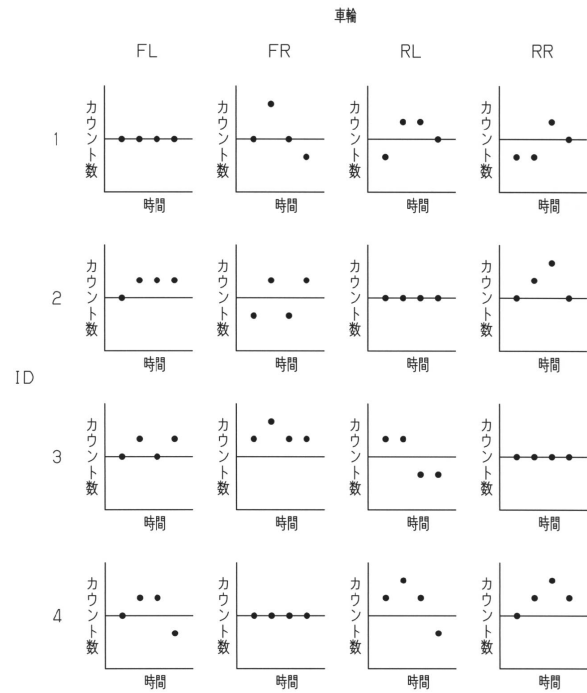 車輪
FL FR RL RR
1 カウント数 カウント数 カウント数 カウント数
時間 時間 時間 時間
2 カウント数 カウント数 カウント数 カウント数
時間 時間 時間 時間
ID
3 カウント数 カウント数 カウント数 カウント数
時間 時間 時間 時間
4 カウント数 カウント数 カウント数 カウント数
時間 時間 時間 時間